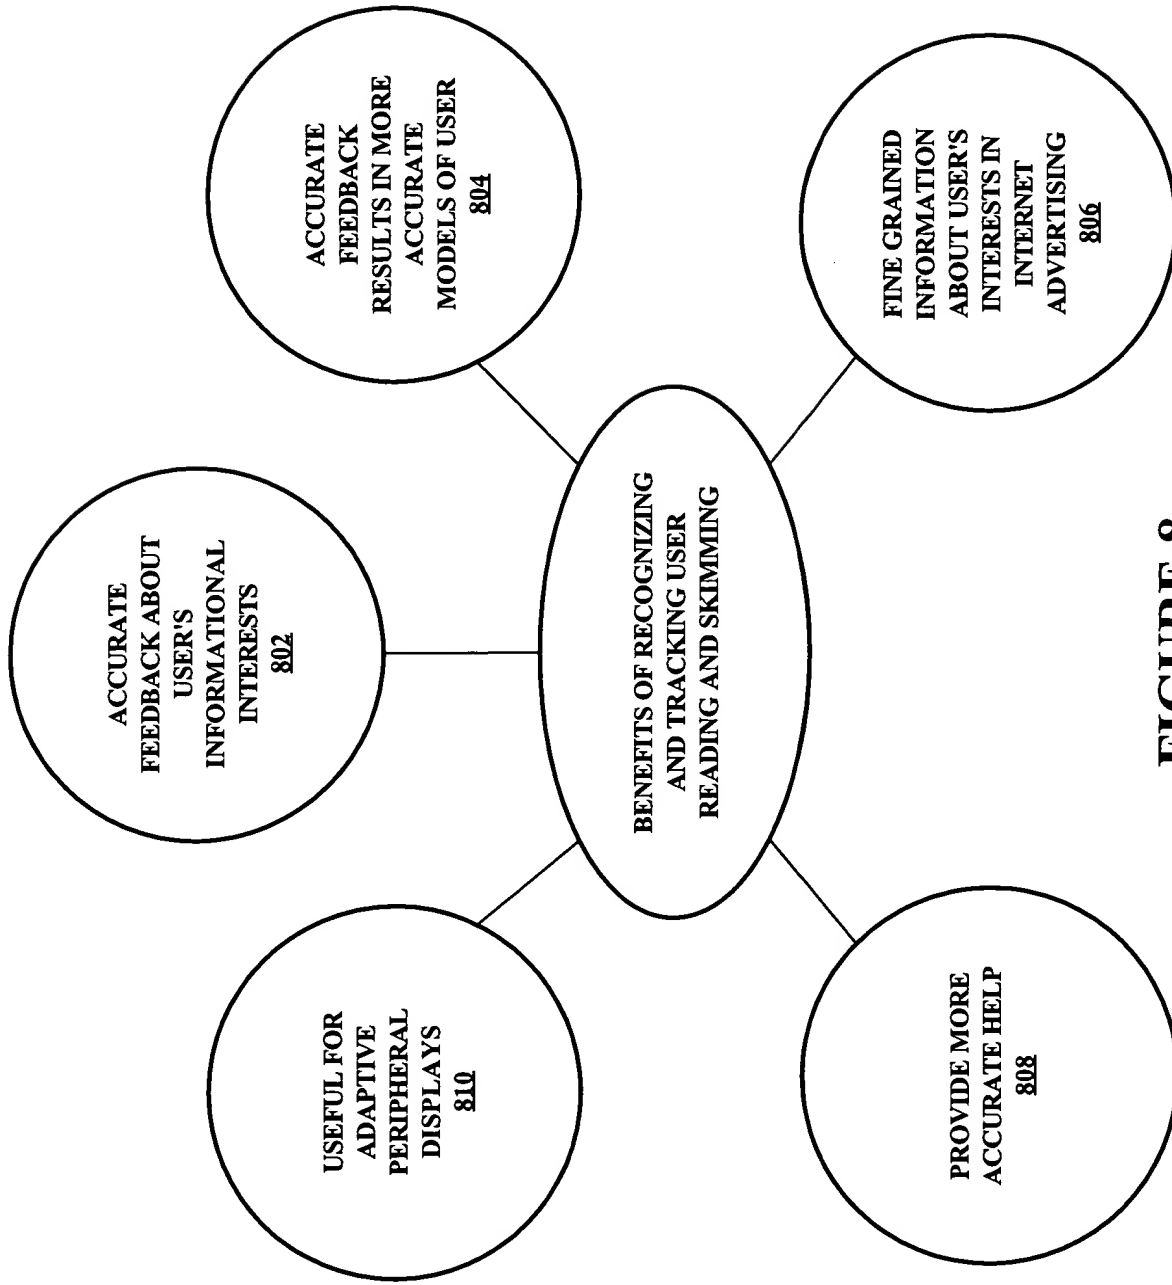 ACCURATE
FEEDBACK ABOUT
USER'S
INFORMATIONAL
INTERESTS
802
ACCURATE
FEEDBACK
RESULTS IN MORE
ACCURATE
MODELS OF USER
804
USEFUL FOR
ADAPTIVE
PERIPHERAL
DISPLAYS
810
BENEFITS OF RECOGNIZING
AND TRACKING USER
READING AND SKIMMING
FINE GRAINED
INFORMATION
ABOUT USER'S
INTERESTS IN
INTERNET
ADVERTISING
806
PROVIDE MORE
ACCURATE HELP
808
FIGURE 8